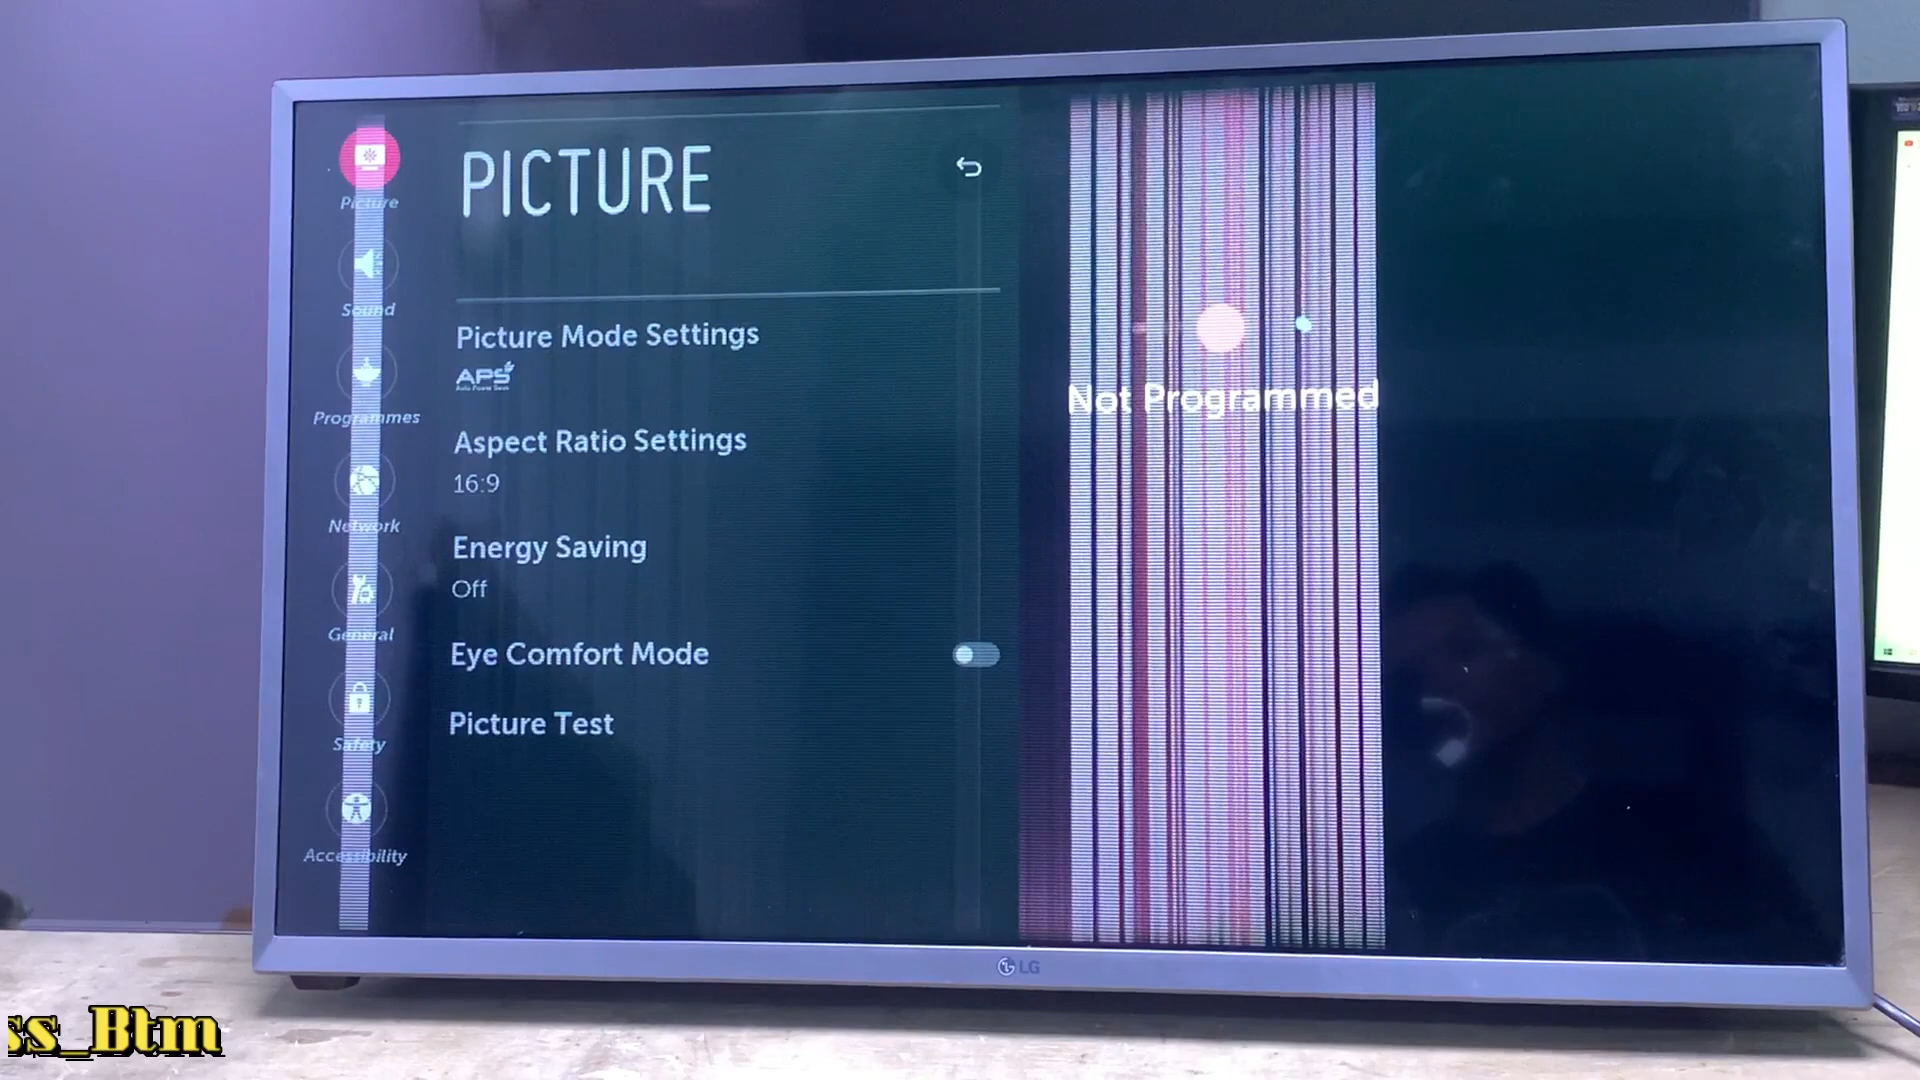 PICTURE
Picture
Sound
Programmes
Network
General
Safety
Accessibility
Picture Mode Settings
APS
Aspect Ratio Settings
16:9
Energy Saving
Off
Eye Comfort Mode
Picture Test
Not Programmed
LG
ss_Btm